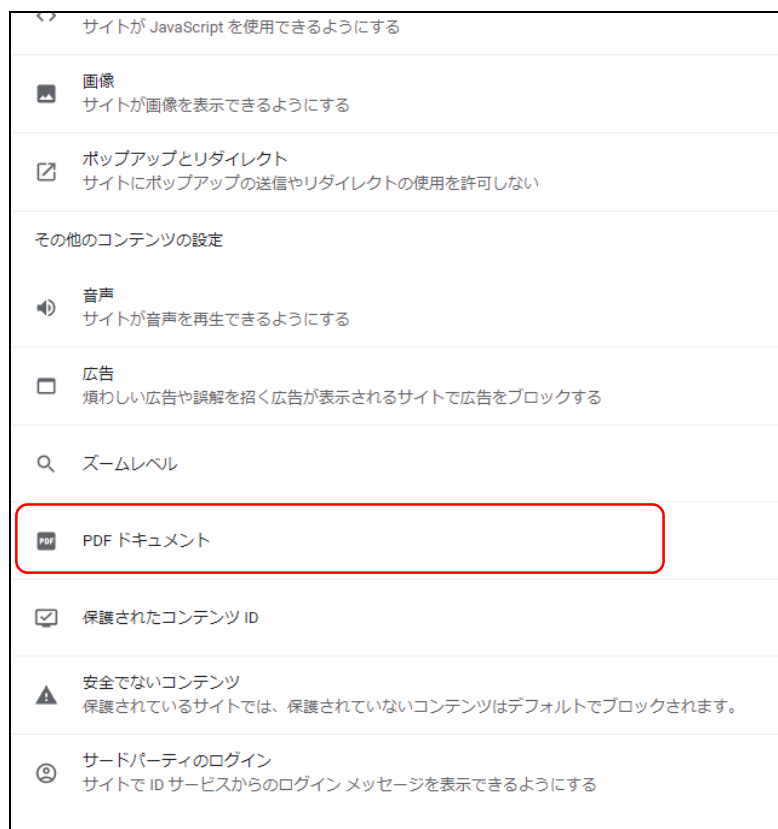 サイトが JavaScript を使用できるようにする
画像
サイトが画像を表示できるようにする
ポップアップとリダイレクト
サイトにポップアップの送信やリダイレクトの使用を許可しない
その他のコンテンツの設定
音声
サイトが音声を再生できるようにする
広告
煩わしい広告や誤解を招く広告が表示されるサイトで広告をブロックする
ズームレベル
PDF
PDF ドキュメント
保護されたコンテンツ ID
安全でないコンテンツ
保護されているサイトでは、保護されていないコンテンツはデフォルトでブロックされます。
サードパーティのログイン
サイトで ID サービスからのログイン メッセージを表示できるようにする